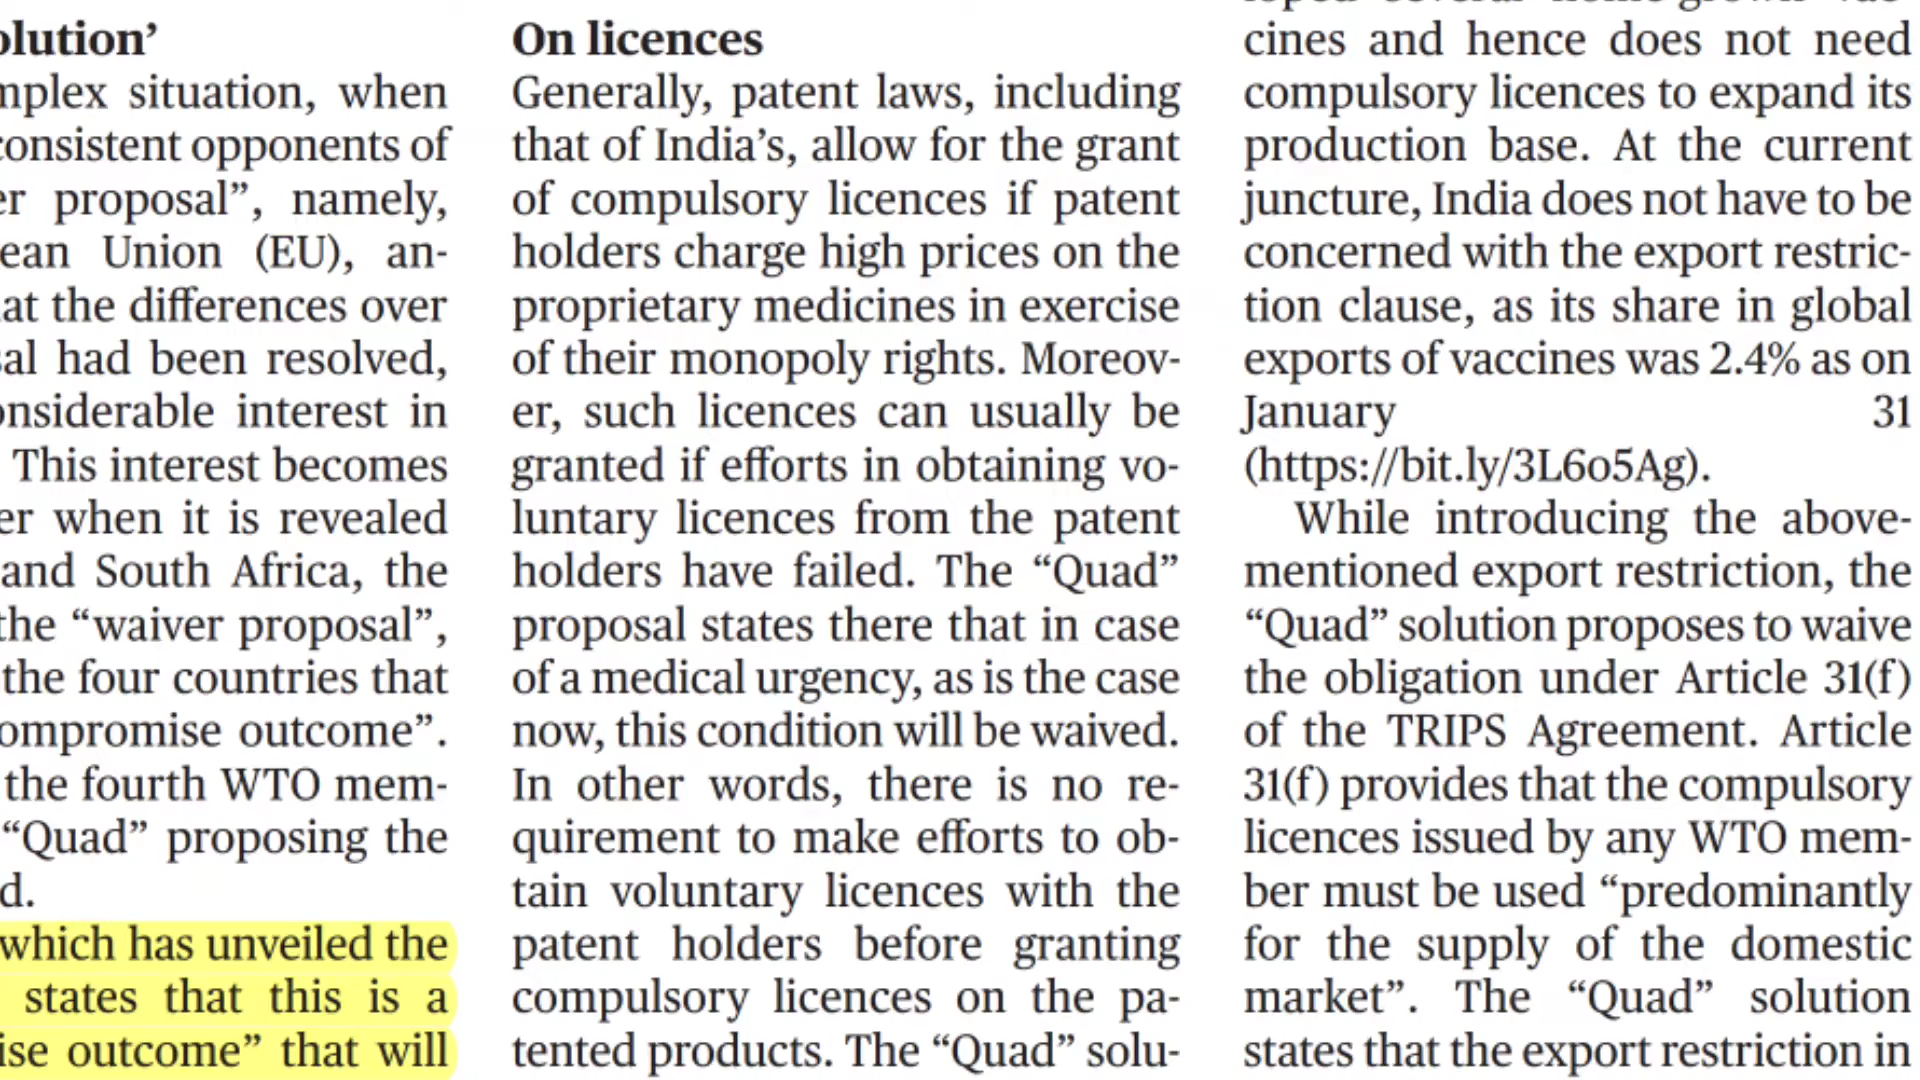 olution’
mplex situation, when
consistent opponents of
er proposal”, namely,
ean Union (EU), an-
at the differences over
sal had been resolved,
onsiderable interest in
This interest becomes
er when it is revealed
and South Africa, the
the “waiver proposal”,
the four countries that
ompromise outcome”.
the fourth WTO mem-
“Quad” proposing the
d.
which has unveiled the
states that this is a
ise outcome” that will
On licences
Generally, patent laws, including
that of India’s, allow for the grant
of compulsory licences if patent
holders charge high prices on the
proprietary medicines in exercise
of their monopoly rights. Moreov-
er, such licences can usually be
granted if efforts in obtaining vo-
luntary licences from the patent
holders have failed. The “Quad”
proposal states there that in case
of a medical urgency, as is the case
now, this condition will be waived.
In other words, there is no re-
quirement to make efforts to ob-
tain voluntary licences with the
patent holders before granting
compulsory licences on the pa-
tented products. The “Quad” solu-
cines and hence does not need
compulsory licences to expand its
production base. At the current
juncture, India does not have to be
concerned with the export restric-
tion clause, as its share in global
exports of vaccines was 2.4% as on
January 31
(https://bit.ly/3L6o5Ag).
While introducing the above-
mentioned export restriction, the
“Quad” solution proposes to waive
the obligation under Article 31(f)
of the TRIPS Agreement. Article
31(f) provides that the compulsory
licences issued by any WTO mem-
ber must be used “predominantly
for the supply of the domestic
market”. The “Quad” solution
states that the export restriction in